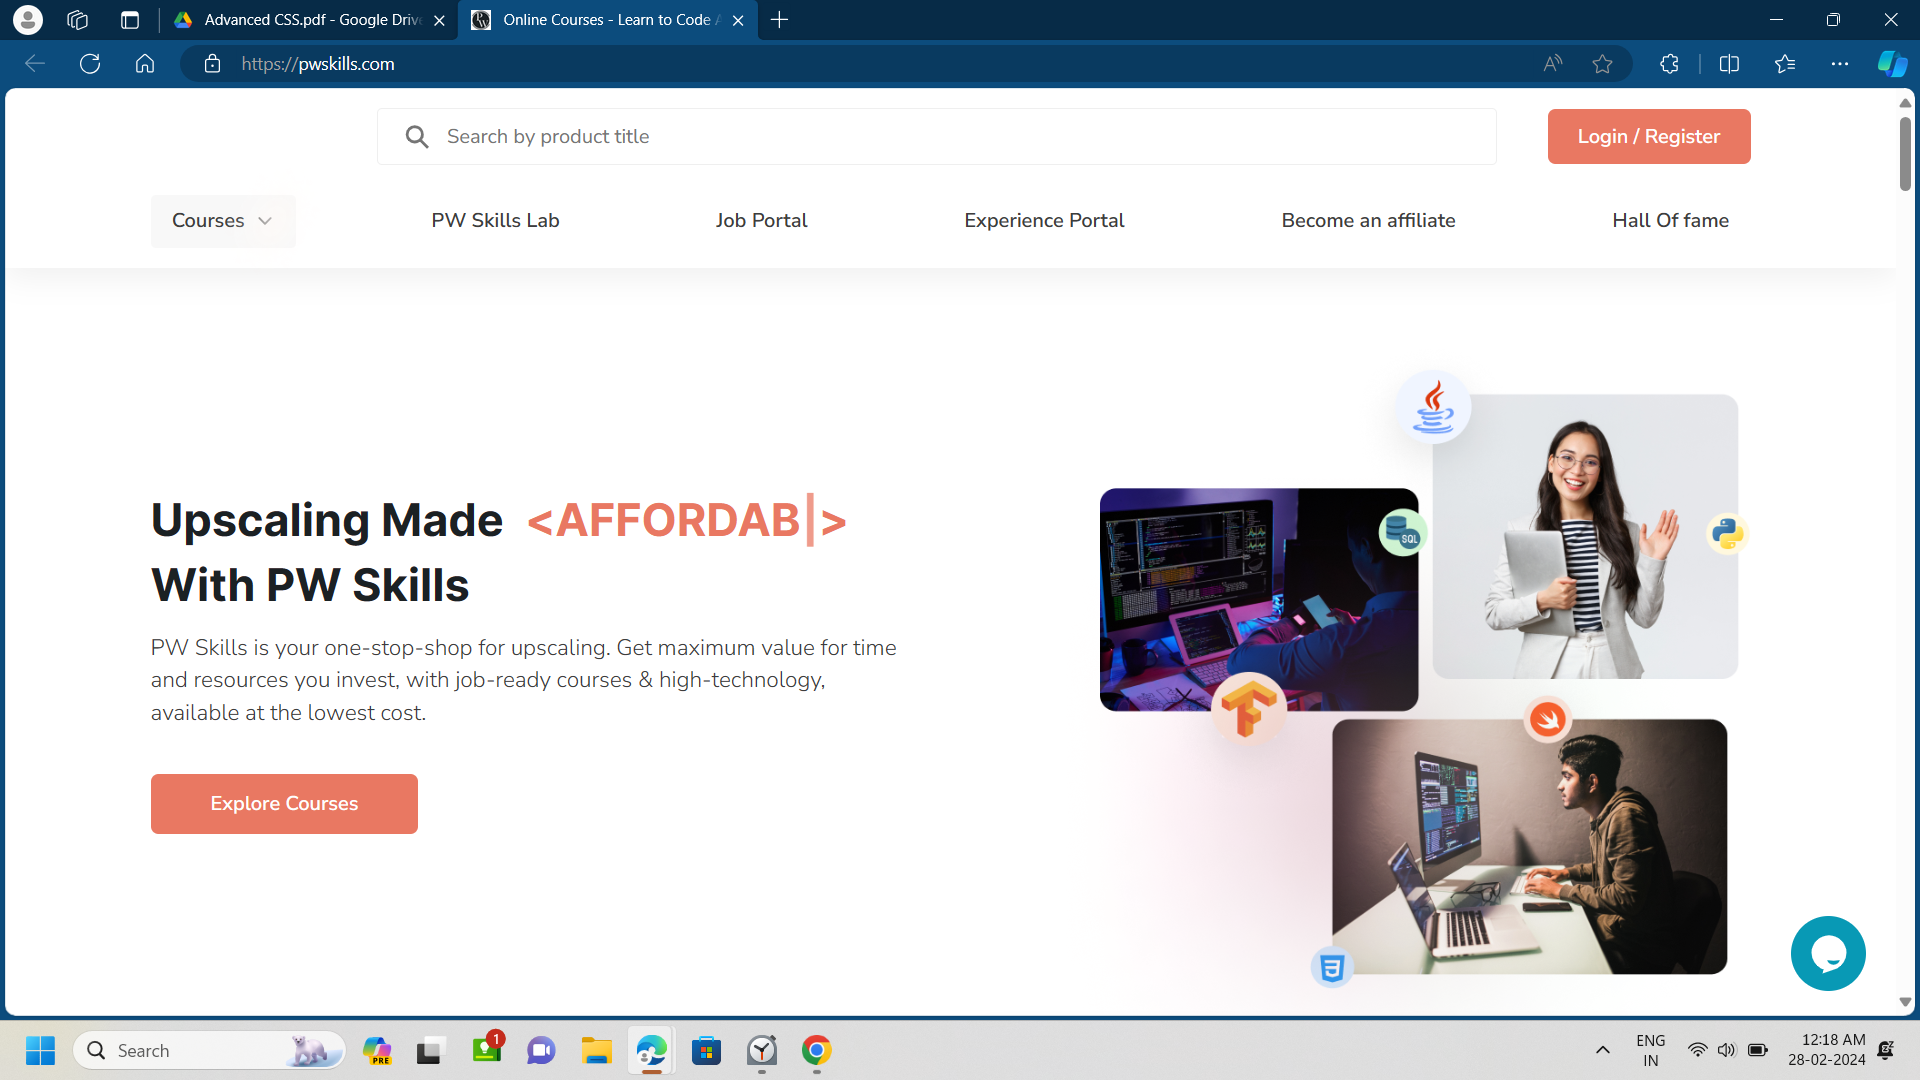 Advanced CSS.pdf - Google Drive
Online Courses - Learn to Code
https://pwskills.com
Search by product title
Login / Register
Courses
PW Skills Lab
Job Portal
Experience Portal
Become an affiliate
Hall Of fame
Upscaling Made <AFFORDAB|>
With PW Skills
PW Skills is your one-stop-shop for upscaling. Get maximum value for time
and resources you invest, with job-ready courses & high-technology,
available at the lowest cost.
Explore Courses
SQL
Search
PRE
1
ENG
IN
12:18 AM
28-02-2024